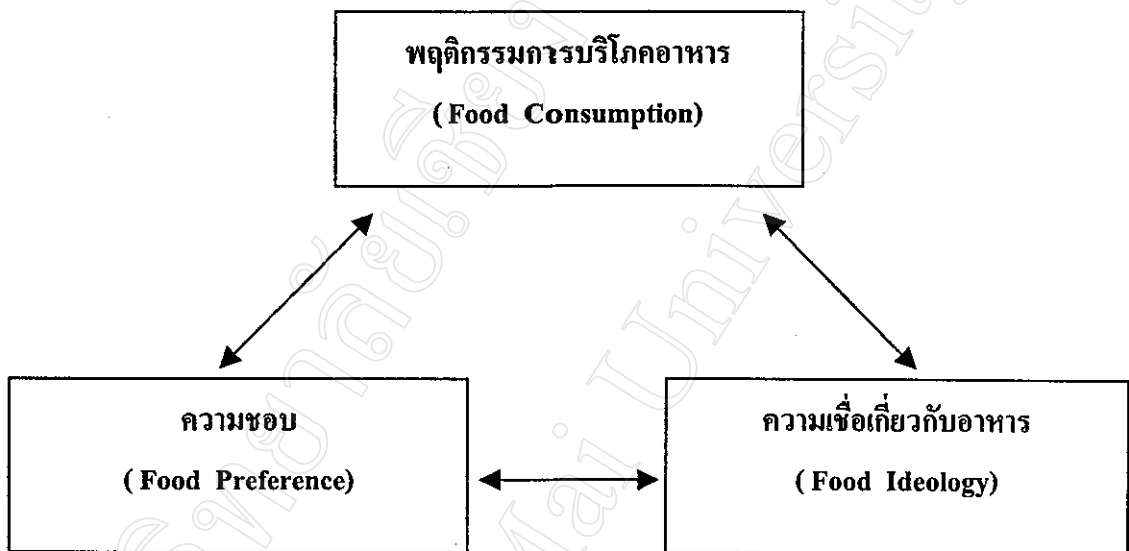 พฤติกรรมการบริโภคอาหาร
( Food Consumption)
ความชอบ
( Food Preference)
ความเชื่อเกี่ยวกับอาหาร
( Food Ideology)